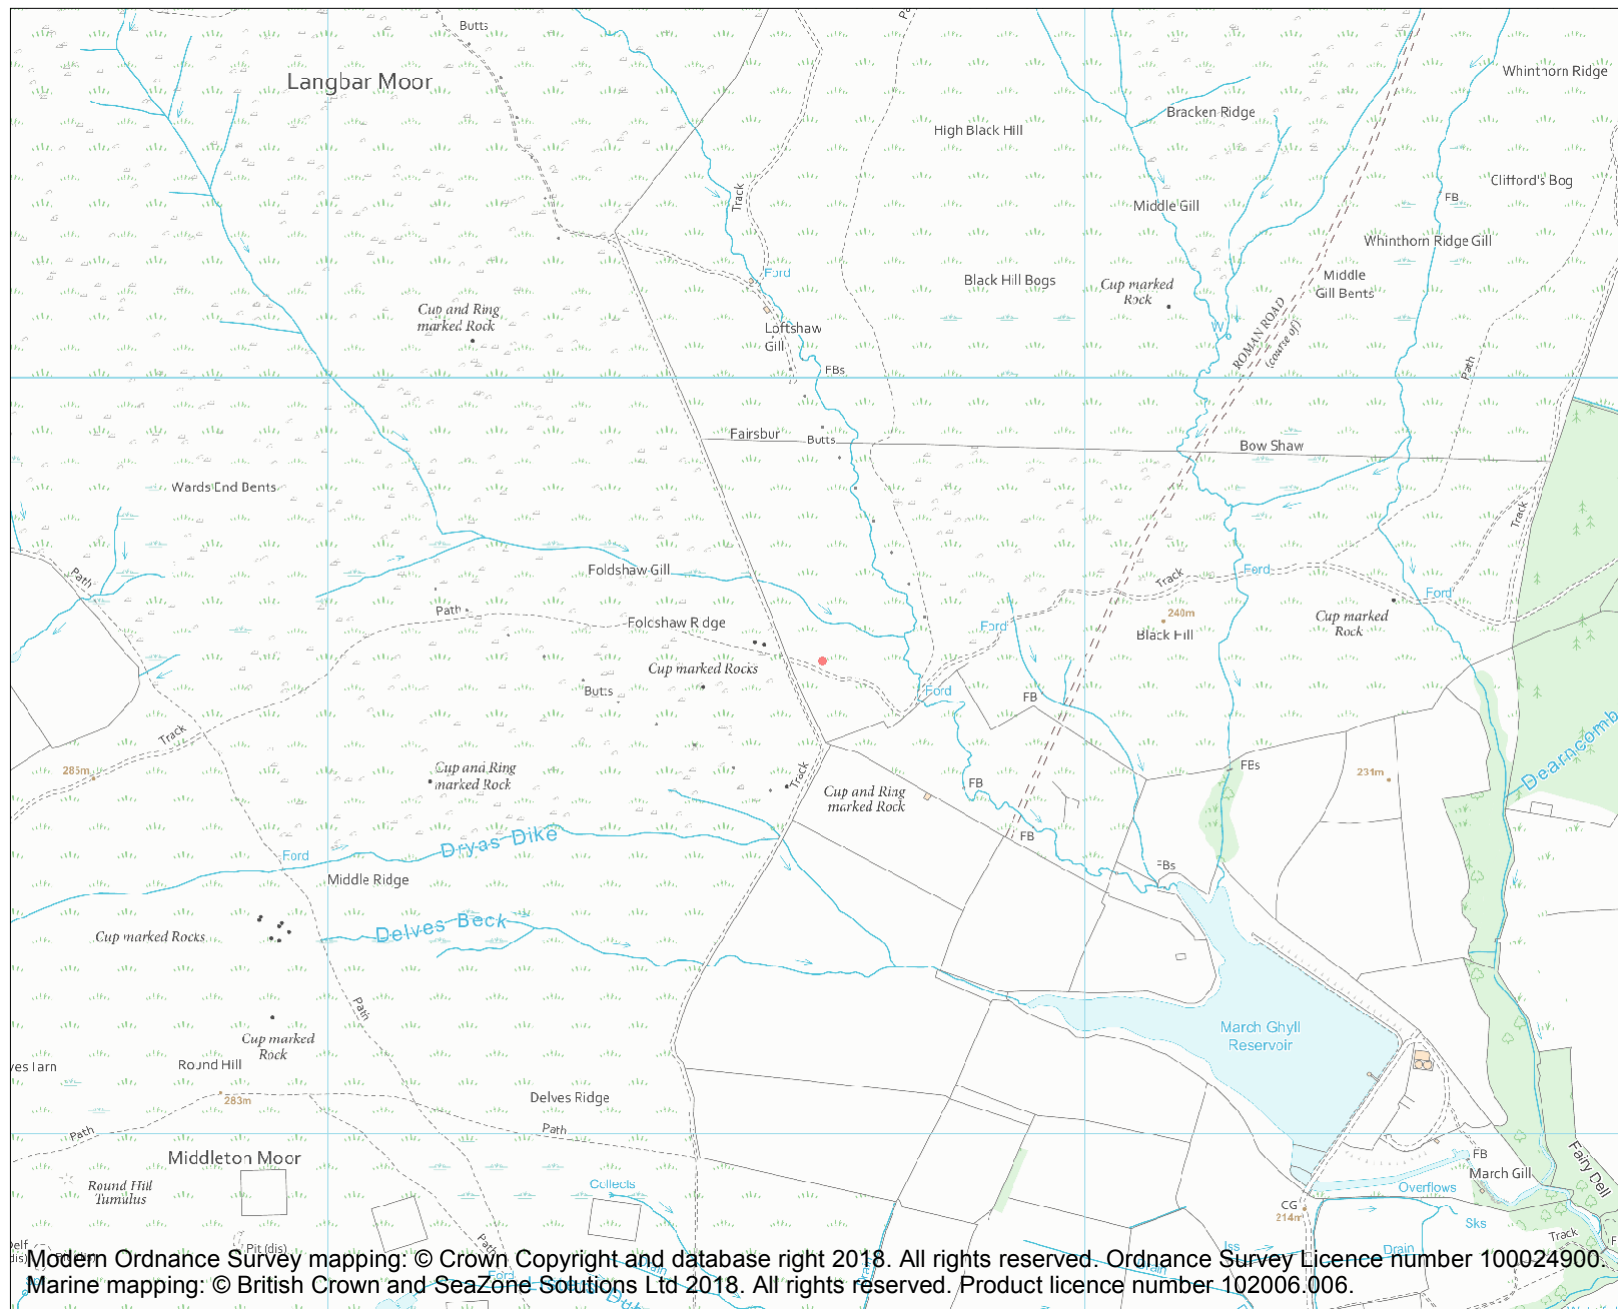 Butts
Langbar Moor
Whinthorn Ridge
Bracken Ridge
High Black Hill
Clifford's Bog
Track
FB
Middle Gill
Whinthorn Ridge Gill
Ford
Black Hill Bogs
Cup marked
Rock
Middle
Gill Bents
Cup and Ring
marked Rock
Loftshaw
Gill
W
ROMAN ROAD
(course of)
FBs
Path
Fairsbur
Butts
Bow Shaw
Wards End Bents
Track
Path
Foldshaw Gill
Track
Ford
Ford
Path
240m
Cup marked
Rock
Ford
Black Hill
Cup marked Rocks
Butts
Ford
FB
Track
285m
Cup and Ring
marked Rock
Track
Cup and Ring
marked Rock
FB
231m
Dearncomb
Dryas Dike
Ford
FB
Middle Ridge
Delves Beck
Cup marked Rocks
Path
Cup marked
Rock
March Ghyll
Reservoir
Round Hill
283m
Delves Ridge
Path
Path
Middleton Moor
Round Hill
Tumulus
Collects
FB
March Gill
Fairy Dell
Overflows
CG
214m
Sks
Track
Pit (dis)
Path
Iss
Drain
Drain
Ford
Modern Ordnance Survey mapping: © Crown Copyright and database right 2018. All rights reserved. Ordnance Survey Licence number 100024900.
Marine mapping: © British Crown and SeaZone Solutions Ltd 2018. All rights reserved. Product licence number 102006.006.